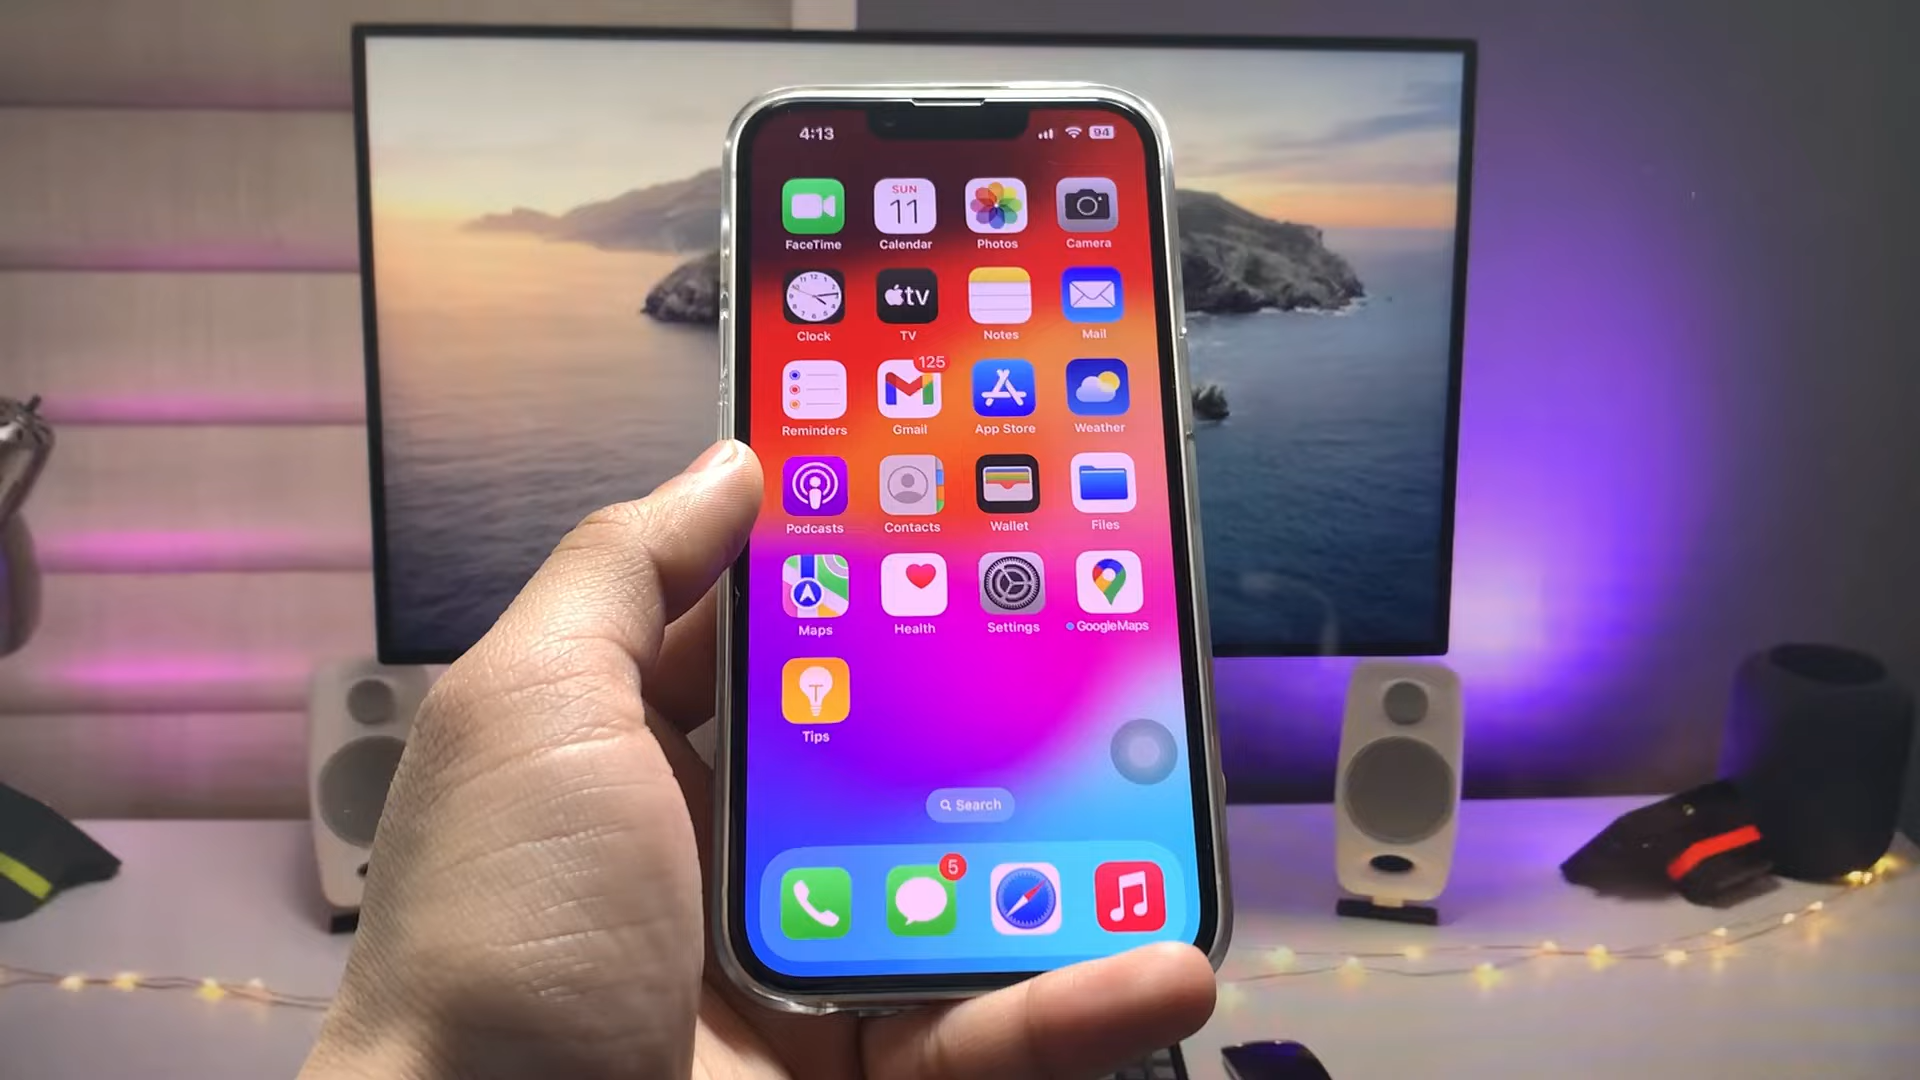 4:13
94
SUN
11
FaceTime
Calendar
Photos
Camera
tv
Clock
TV
Notes
Mail
125
Reminders
Gmail
App Store
Weather
Podcasts
Contacts
Wallet
Files
Maps
Health
Settings
GoogleMaps
T
Tips
Search
5